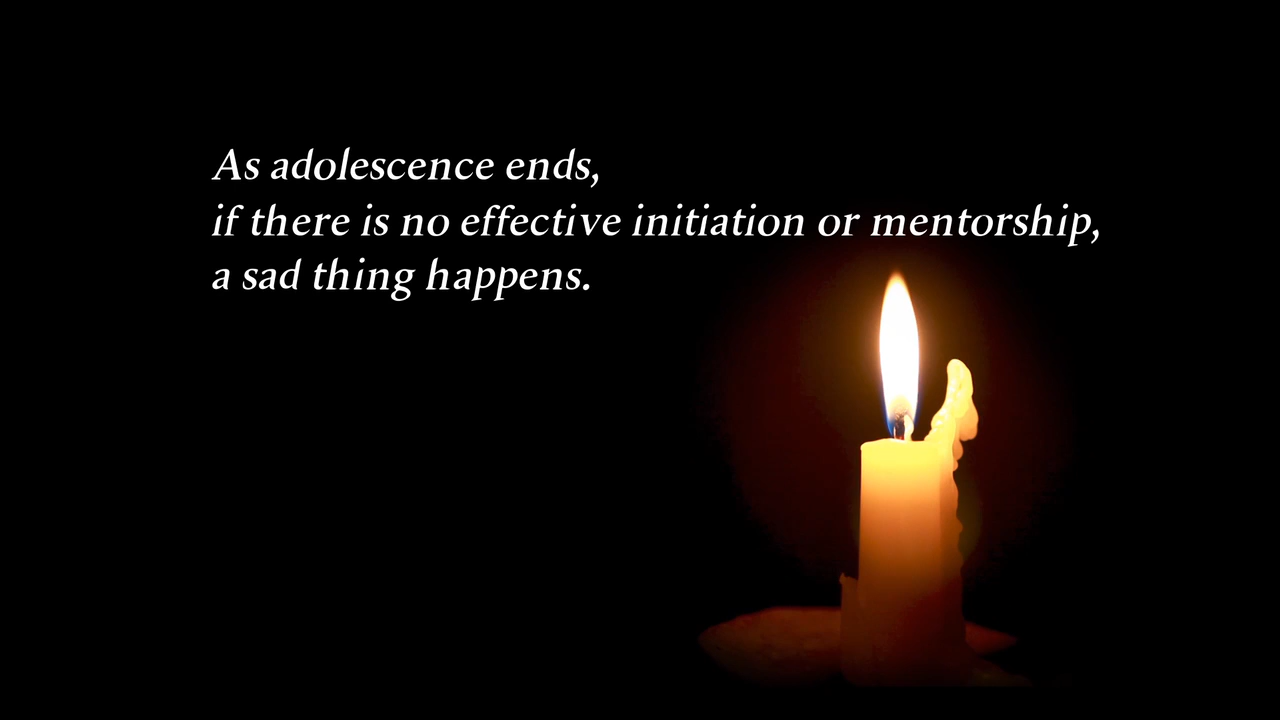 As adolescence ends,
if there is no effective initiation or mentorship,
a sad thing happens.